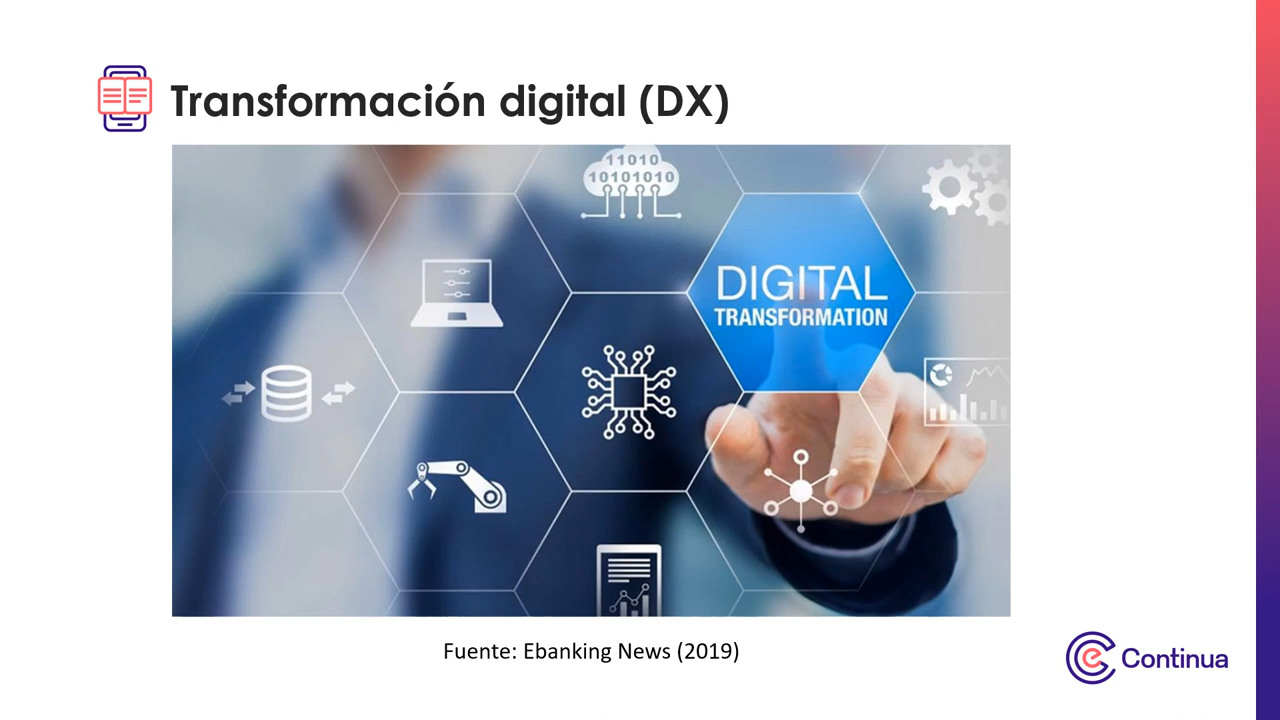 Transformación digital (DX)
11010
10101010
DIGITAL
TRANSFORMATION
Fuente: Ebanking News (2019)
e Continua